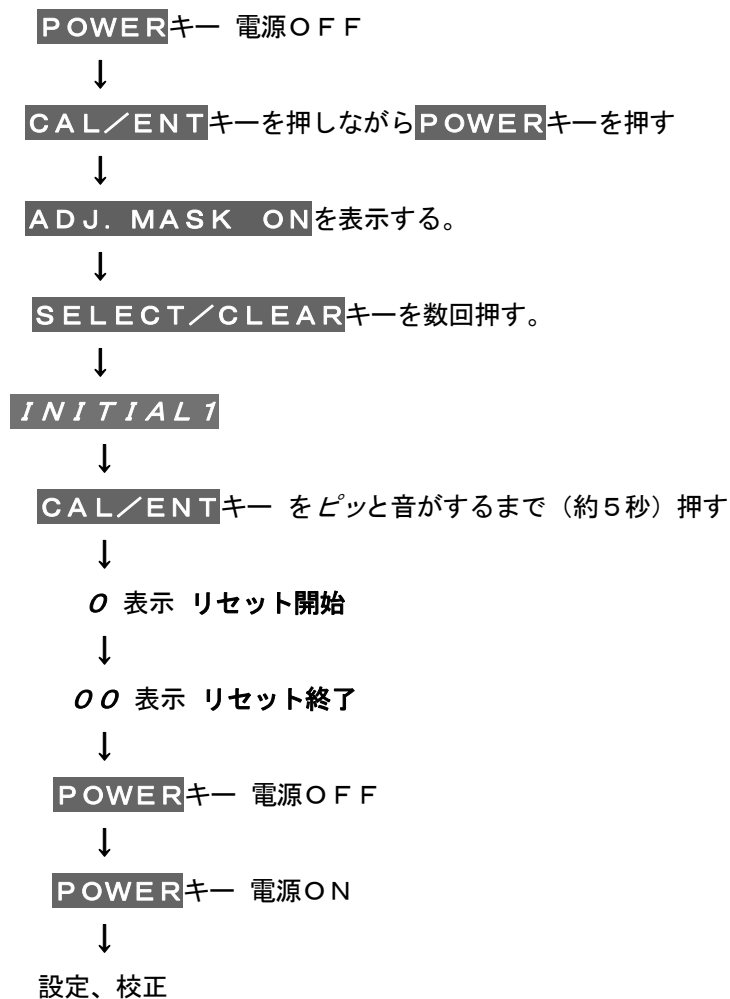 ＰＯＷＥＲキー 電源ＯＦＦ
↓
ＣＡＬ／ＥＮＴキーを押しながらＰＯＷＥＲキーを押す
↓
ＡＤＪ．ＭＡＳＫ　ＯＮを表示する。
↓
ＳＥＬＥＣＴ／ＣＬＥＡＲキーを数回押す。
↓
ＩＮＩＴＩＡＬ１
↓
ＣＡＬ／ＥＮＴキー をピッと音がするまで（約５秒）押す
↓
０ 表示 リセット開始
↓
００ 表示 リセット終了
↓
ＰＯＷＥＲキー 電源ＯＦＦ
↓
ＰＯＷＥＲキー 電源ＯＮ
↓
設定、校正